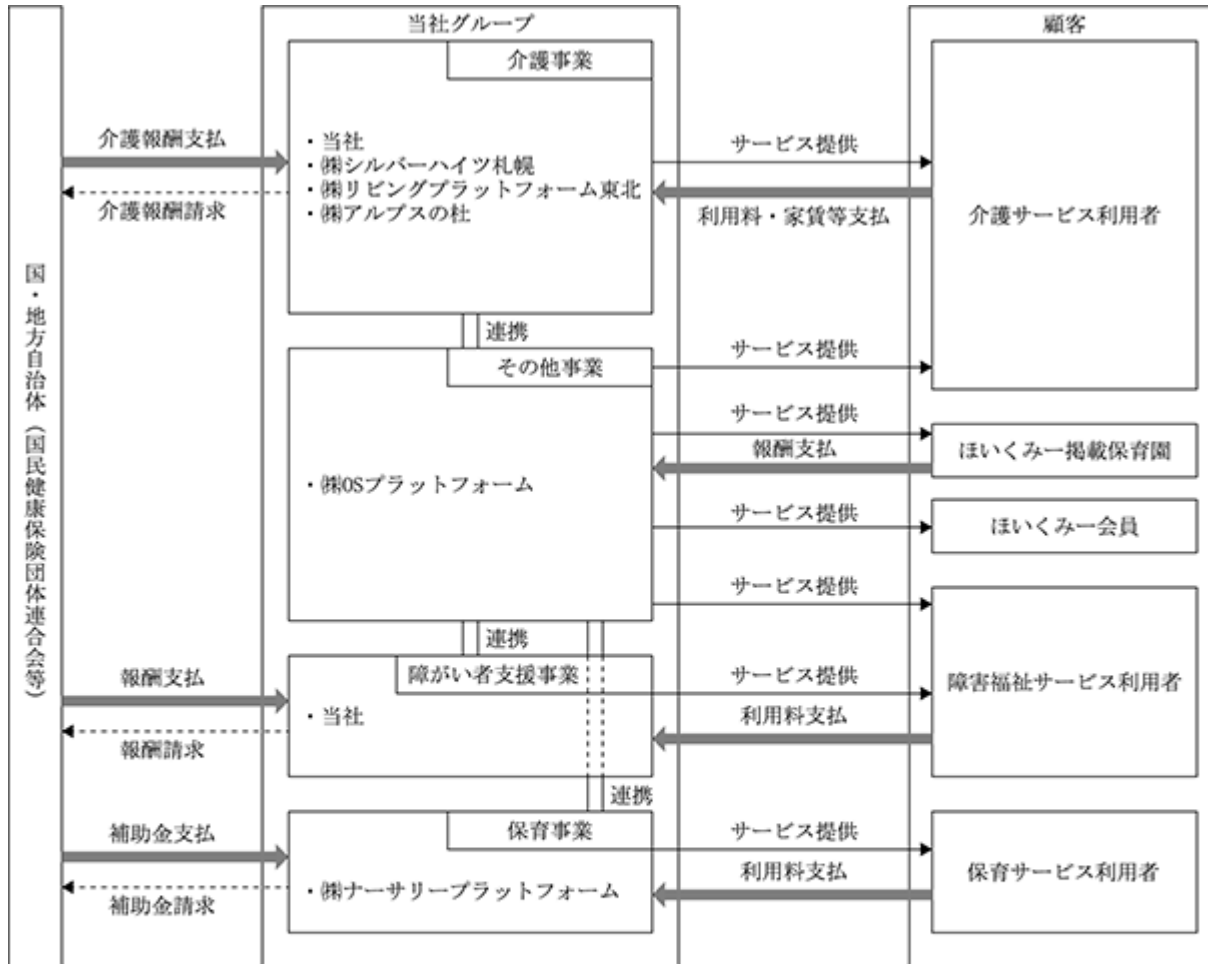 当社グループ
顧客
国・地方自治体（国民健康保険団体連合会等）
介護事業
・当社
・㈱シルバーハイツ札幌
・㈱リビングプラットフォーム東北
・㈱アルプスの杜
介護報酬支払
介護報酬請求
サービス提供
利用料・家賃等支払
介護サービス利用者
連携
その他事業
・㈱OSプラットフォーム
サービス提供
サービス提供
報酬支払
ほいくみー掲載保育園
サービス提供
ほいくみー会員
サービス提供
連携
障がい者支援事業
・当社
報酬支払
報酬請求
サービス提供
利用料支払
障害福祉サービス利用者
連携
保育事業
・㈱ナーサリープラットフォーム
補助金支払
補助金請求
サービス提供
利用料支払
保育サービス利用者